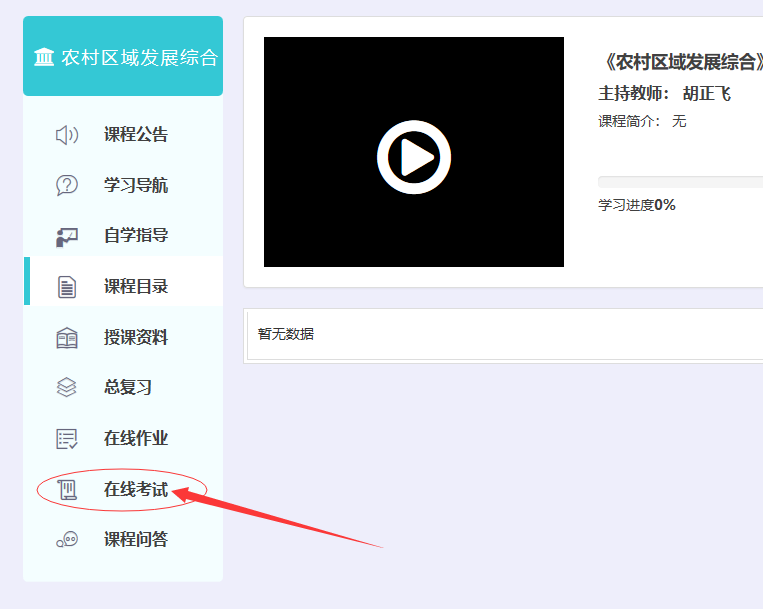 农村区域发展综合
课程公告
学习导航
自学指导
课程目录
授课资料
总复习
在线作业
在线考试
课程问答
《农村区域发展综合》
主持教师： 胡正飞
课程简介： 无
学习进度0%
暂无数据